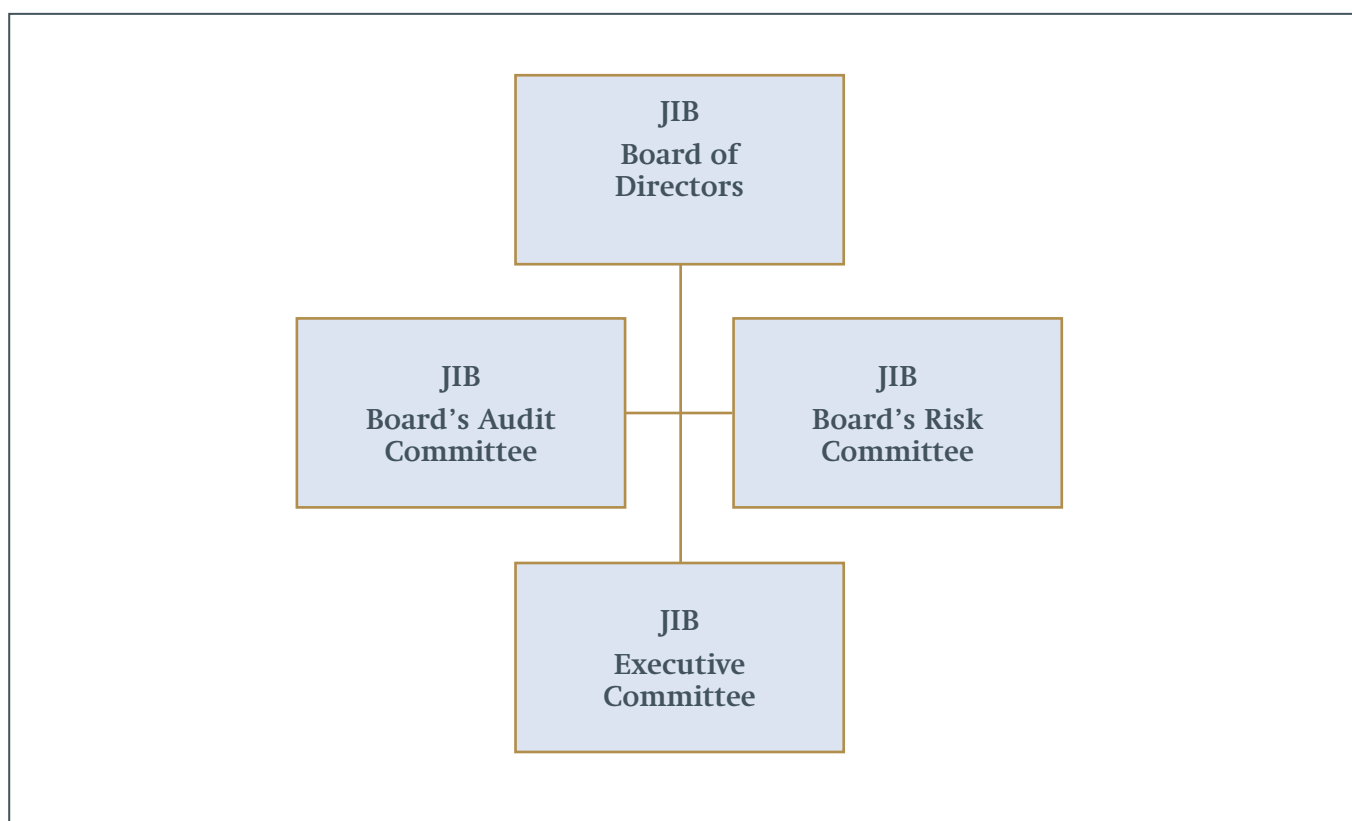 JIB
Board of
Directors
JIB
Board’s Audit
Committee
JIB
Board’s Risk
Committee
JIB
Executive
Committee